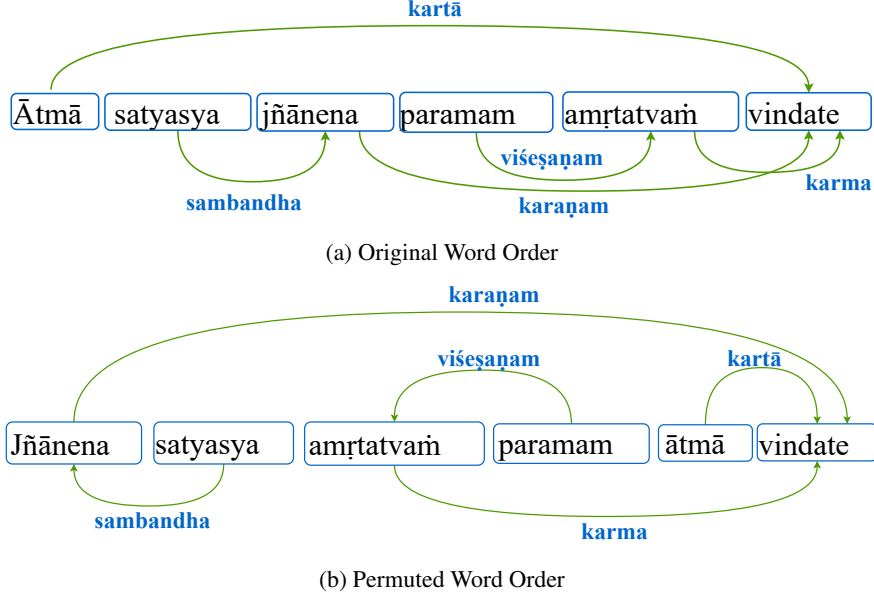 kartā
Ātmā satyasya jñānena paramam amṛtatvaṁ vindate
viśeṣaṇam
karma
sambandha karaṇam
(a) Original Word Order
karaṇam
viśeṣaṇam kartā
Jñānena satyasya amṛtatvaṁ paramam ātmā vindate
sambandha karma
(b) Permuted Word Order